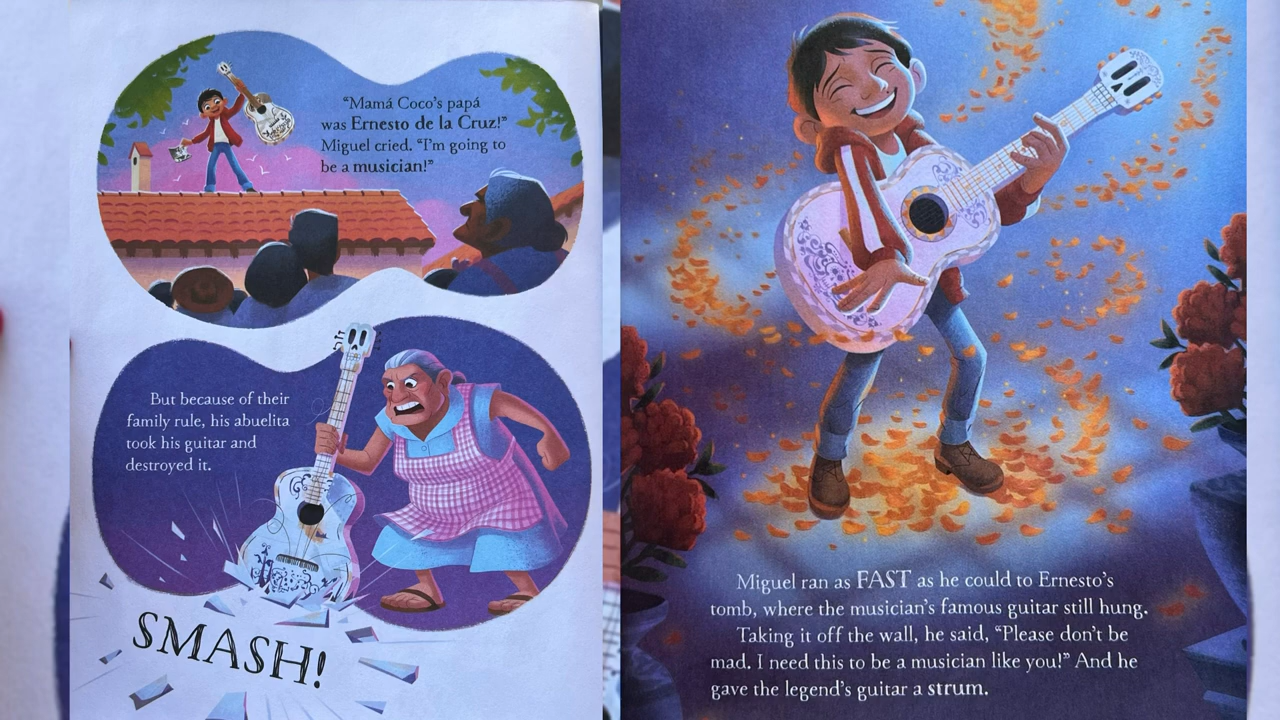 “Mamá Coco’s papá
was Ernesto de la Cruz!”
Miguel cried. “I’m going to
be a musician!”
But because of their
family rule, his abuelita
took his guitar and
destroyed it.
SMASH!
Miguel ran as FAST as he could to Ernesto’s
tomb, where the musician’s famous guitar still hung.
Taking it off the wall, he said, “Please don’t be
mad. I need this to be a musician like you!” And he
gave the legend’s guitar a strum.